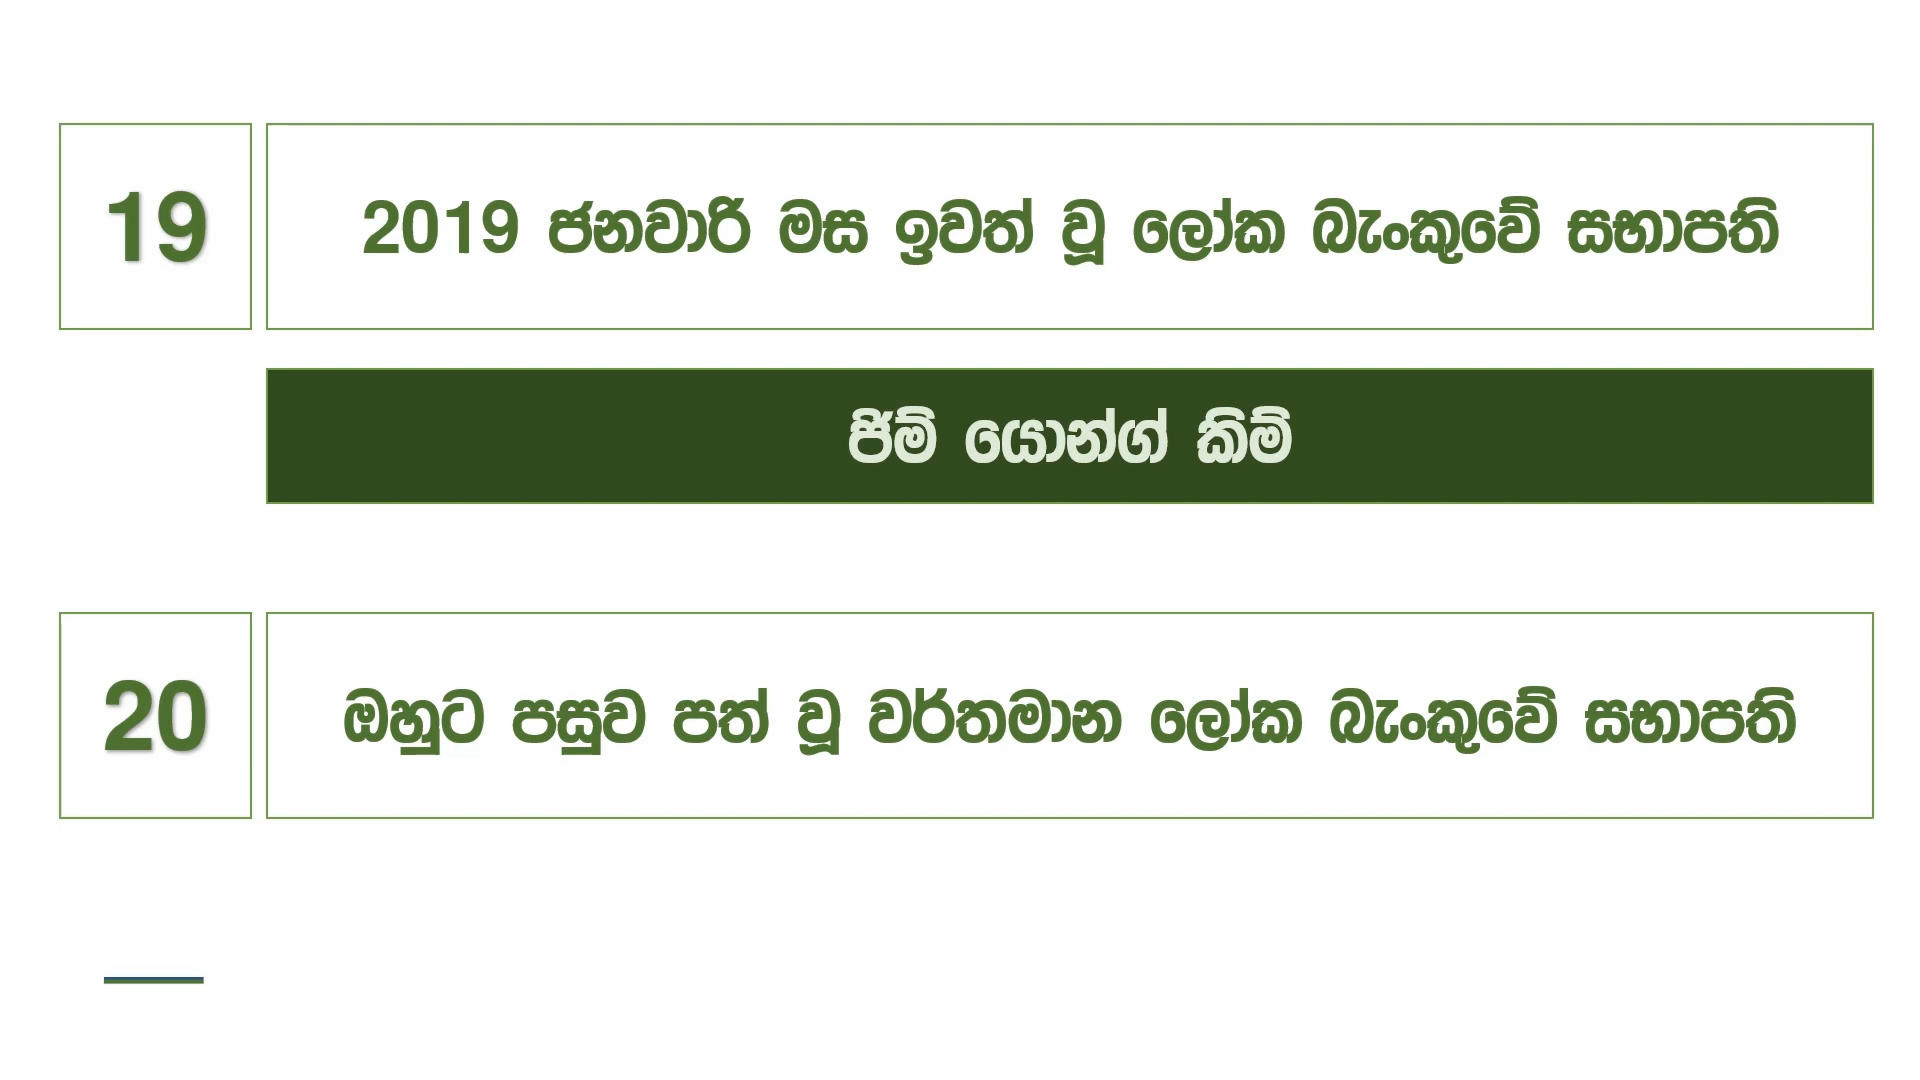 19
2019 ජනවාරි මස ඉවත් වූ ලෝක බැංකුවේ සභාපති
ජිම් යොන්ග් කිම්
20
ඔහුට පසුව පත් වූ වර්තමාන ලෝක බැංකුවේ සභාපති